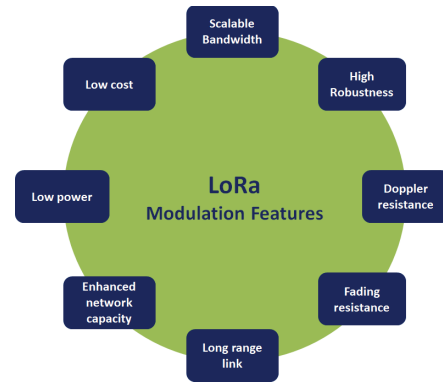 Scalable
Bandwidth
High
Robustness
Doppler
resistance
Fading
resistance
Long range
link
Enhanced
network
capacity
Low power
Low cost
LoRa
Modulation Features